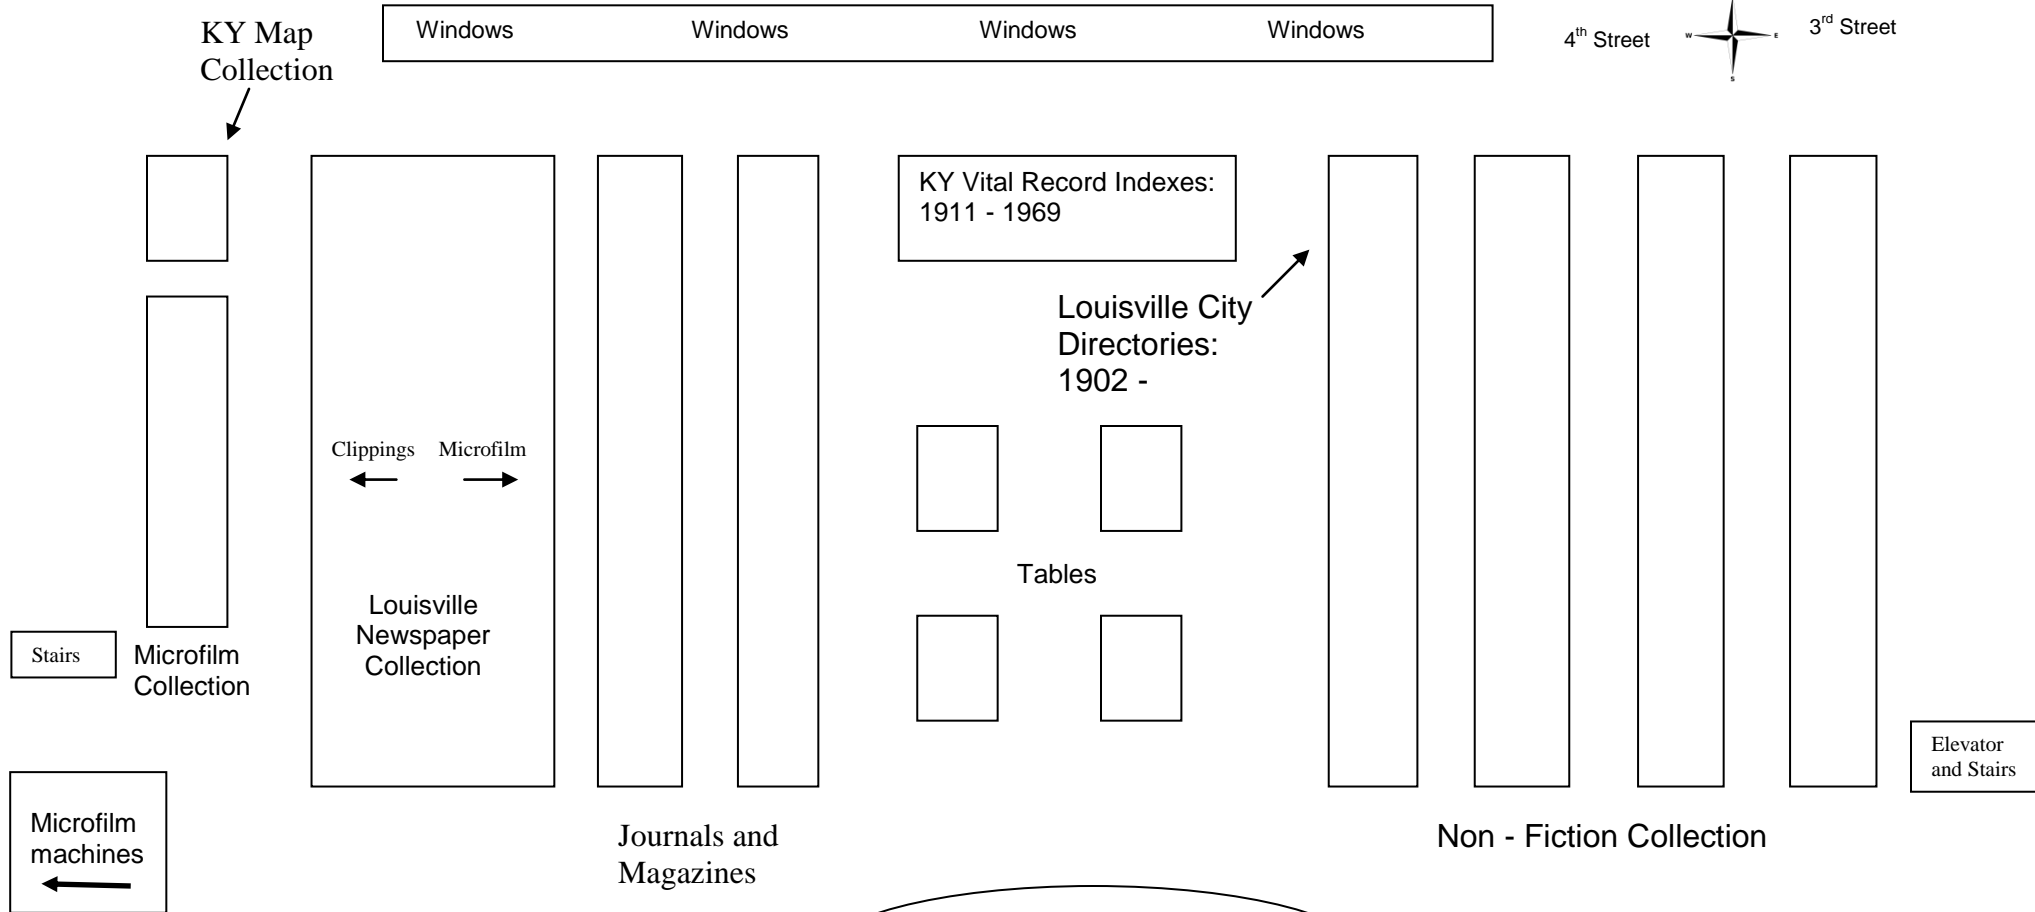 KY Map
Collection
Windows Windows Windows Windows
4th Street
W E
S
3rd Street
KY Vital Record Indexes:
1911 - 1969
Louisville City
Directories:
1902 -
Clippings Microfilm
Tables
Louisville
Newspaper
Collection
Stairs
Microfilm
Collection
Elevator
and Stairs
Microfilm
machines
Journals and
Magazines
Non - Fiction Collection